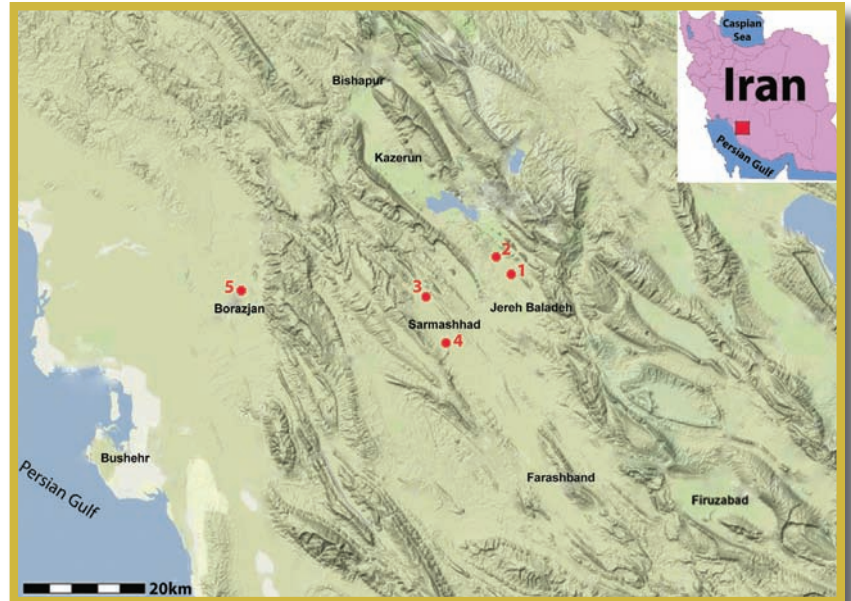 Caspian
Sea
Iran
Persian Gulf
Bishapur
Kazerun
2
1
5
3
Borazjan
Jereh Baladeh
Sarmashhad
4
Bushehr
Persian Gulf
Farashband
Firuzabad
20km